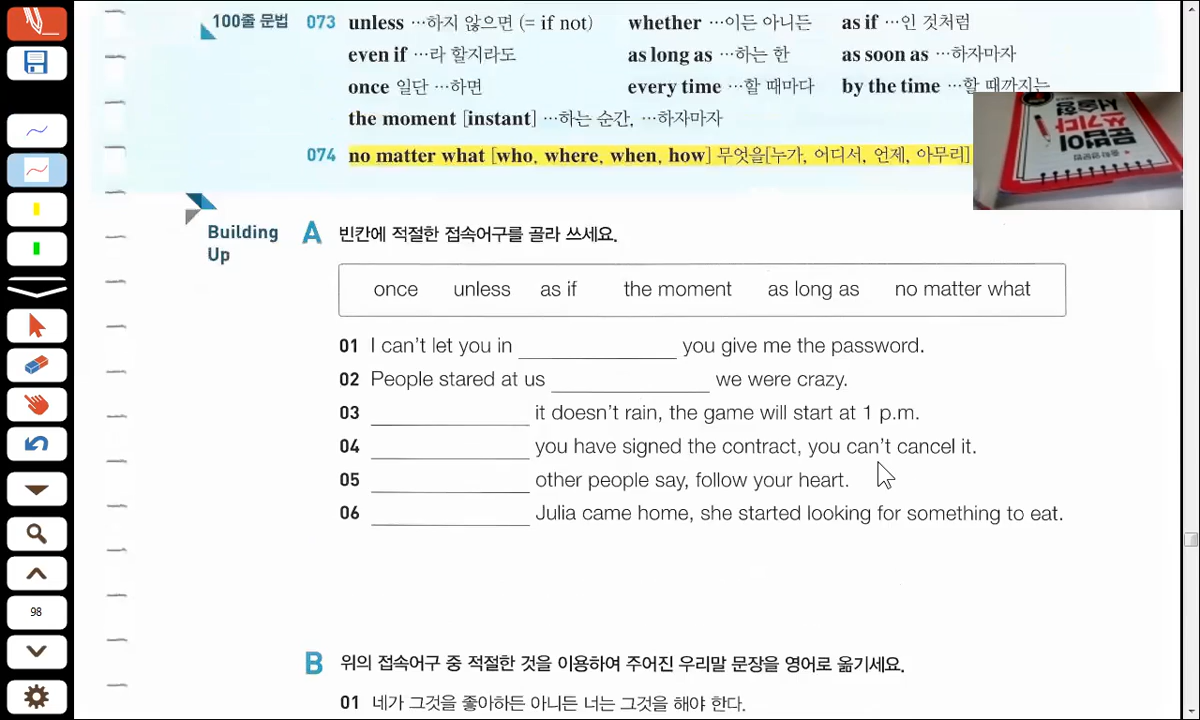 100줄 문법 073 unless …하지 않으면 (= if not) whether …이든 아니든 as if …인 것처럼
even if …라 할지라도 as long as …하는 한 as soon as …하자마자
once 일단 …하면 every time …할 때마다 by the time …할 때까지는
the moment [instant] …하는 순간, …하자마자
074 no matter what [who, where, when, how] 무엇을[누가, 어디서, 언제, 아무리]
문법이
쓰기다
서술형
Building Up
A 빈칸에 적절한 접속어구를 골라 쓰세요.
once unless as if the moment as long as no matter what
01 I can't let you in you give me the password.
02 People stared at us we were crazy.
03 it doesn't rain, the game will start at 1 p.m.
04 you have signed the contract, you can't cancel it.
05 other people say, follow your heart.
06 Julia came home, she started looking for something to eat.
98
B 위의 접속어구 중 적절한 것을 이용하여 주어진 우리말 문장을 영어로 옮기세요.
01 네가 그것을 좋아하든 아니든 너는 그것을 해야 한다.